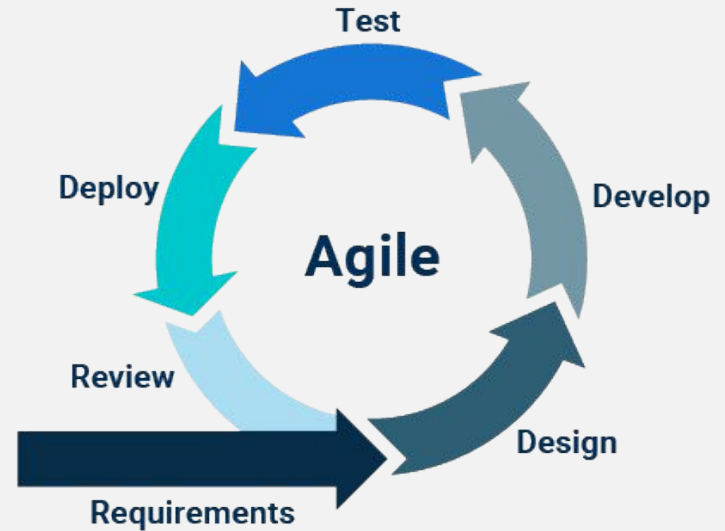 Test
Deploy
Develop
Agile
Review
Design
Requirements